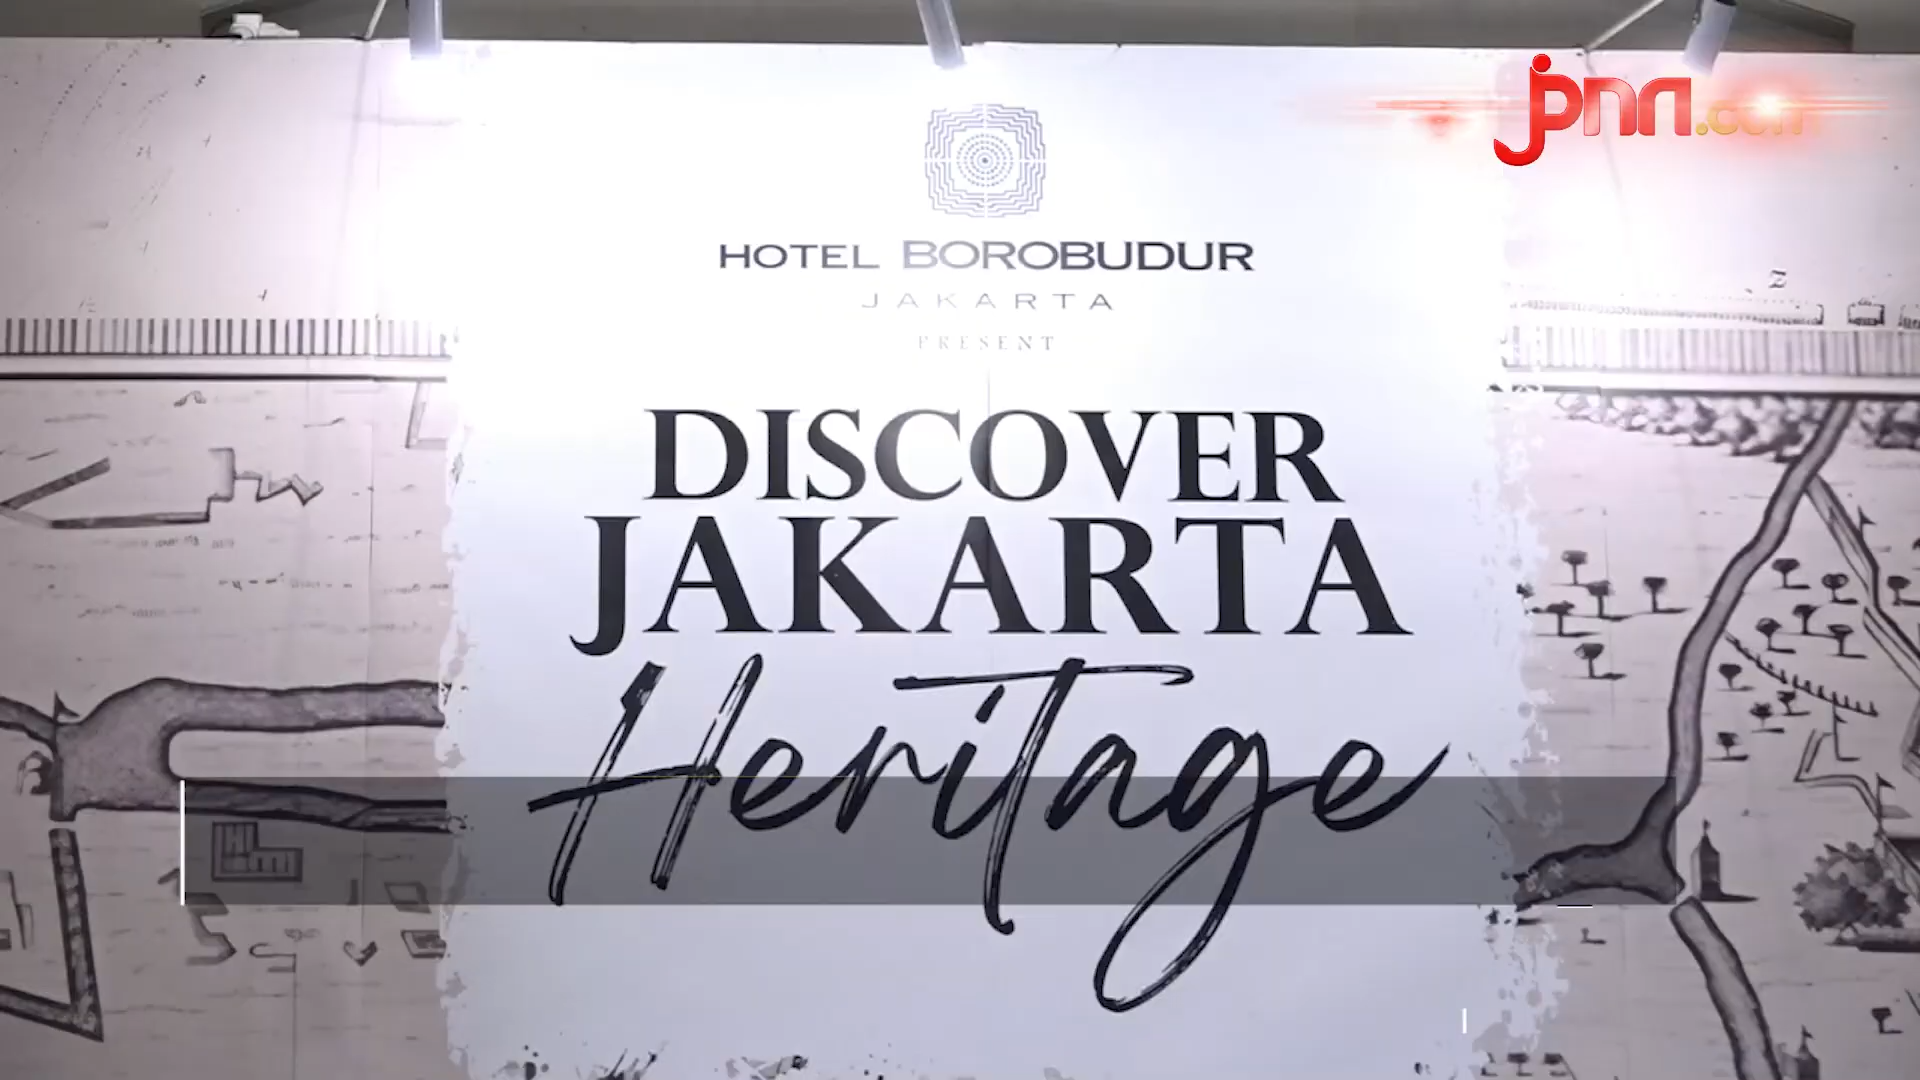 jpnn.com
HOTEL BOROBUDUR
JAKARTA
PRESENT
DISCOVER
JAKARTA
Heritage